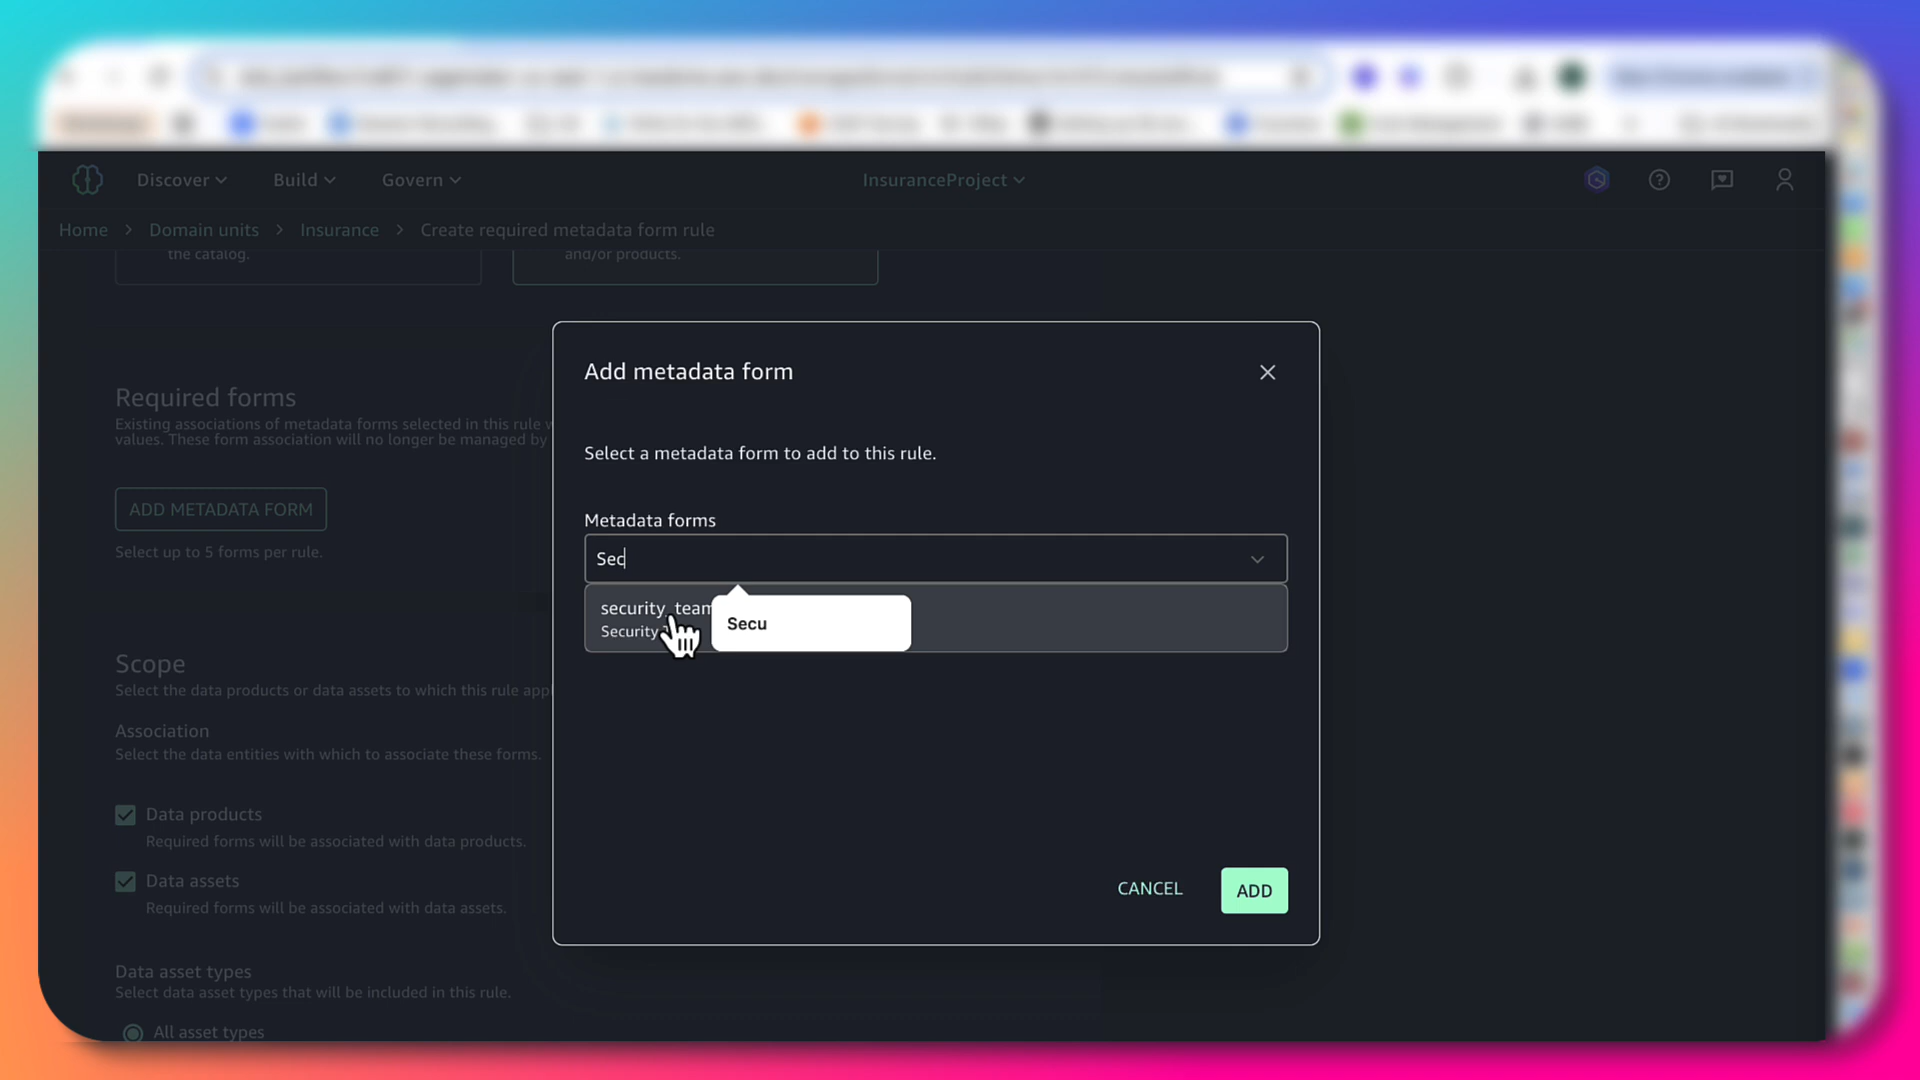 Discover
Build
Govern
InsuranceProject
Home > Domain units > Insurance > Create required metadata form rule
the catalog.
and/or products.
Add metadata form
Required forms
Existing associations of metadata forms selected in this rule
values. These form association will no longer be managed by
Select a metadata form to add to this rule.
ADD METADATA FORM
Metadata forms
Select up to 5 forms per rule.
Sec
security_team
Security
Secu
Scope
Select the data products or data assets to which this rule
Association
Select the data entities with which to associate these forms.
Data products
Required forms will be associated with data products.
Data assets
Required forms will be associated with data assets.
CANCEL
ADD
Data asset types
Select data asset types that will be included in this rule.
All asset types